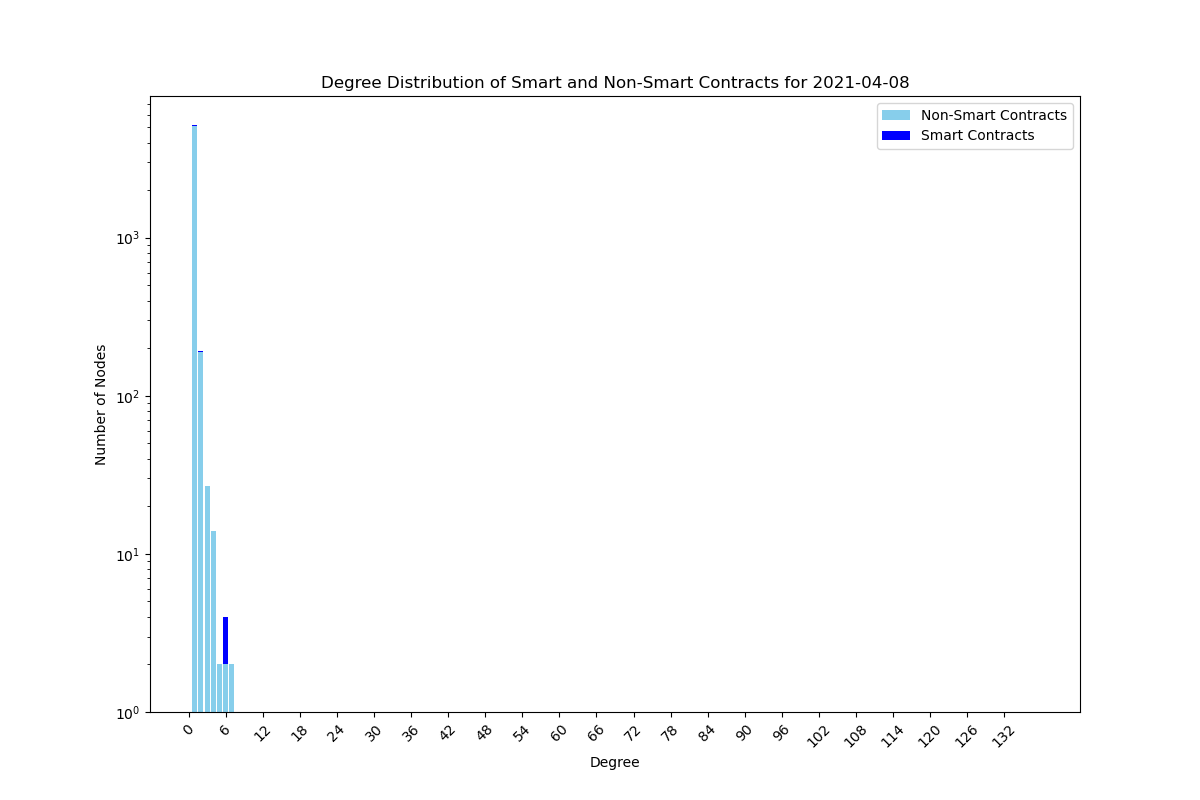 Degree Distribution of Smart and Non-Smart Contracts for 2021-04-08
Non-Smart Contracts
Smart Contracts
Number of Nodes
10³
10²
10¹
10⁰
0 6 12 18 24 30 36 42 48 54 60 66 72 78 84 90 96 102 108 114 120 126 132
Degree